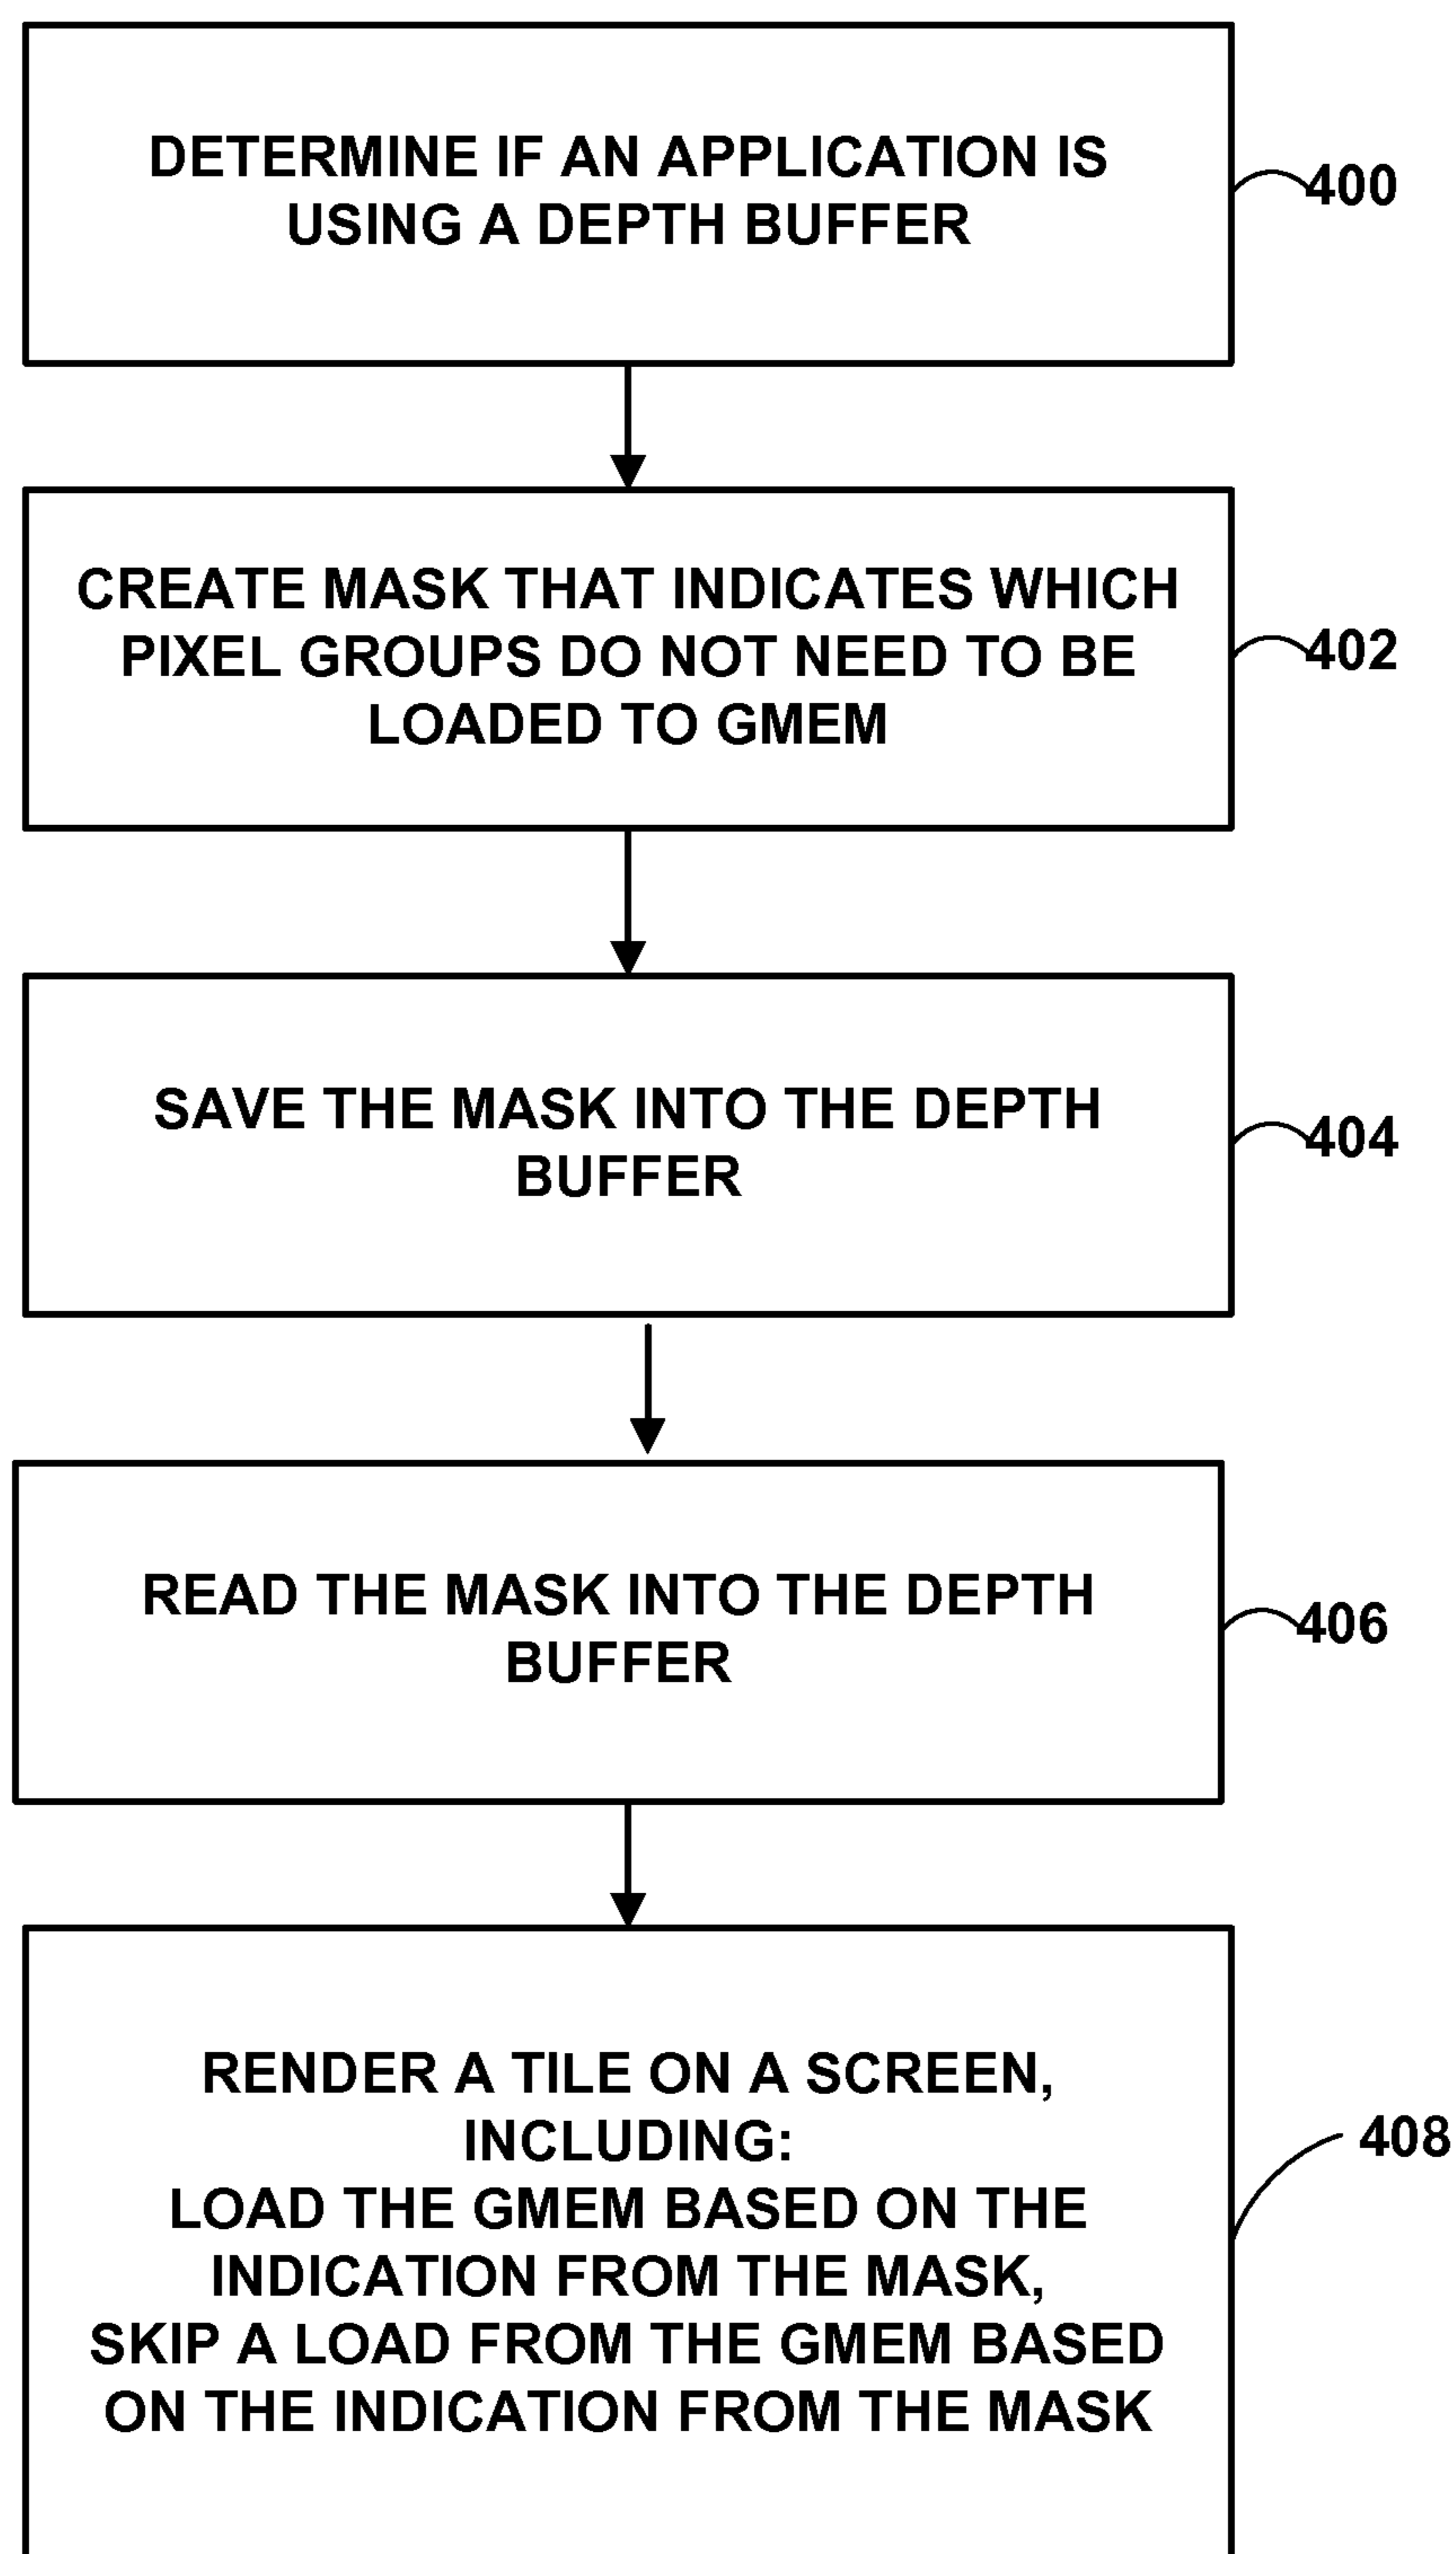 DETERMINE IF AN APPLICATION IS
USING A DEPTH BUFFER
400
CREATE MASK THAT INDICATES WHICH
PIXEL GROUPS DO NOT NEED TO BE
LOADED TO GMEM
402
SAVE THE MASK INTO THE DEPTH
BUFFER
404
READ THE MASK INTO THE DEPTH
BUFFER
406
RENDER A TILE ON A SCREEN,
INCLUDING:
LOAD THE GMEM BASED ON THE
INDICATION FROM THE MASK,
SKIP A LOAD FROM THE GMEM BASED
ON THE INDICATION FROM THE MASK
408